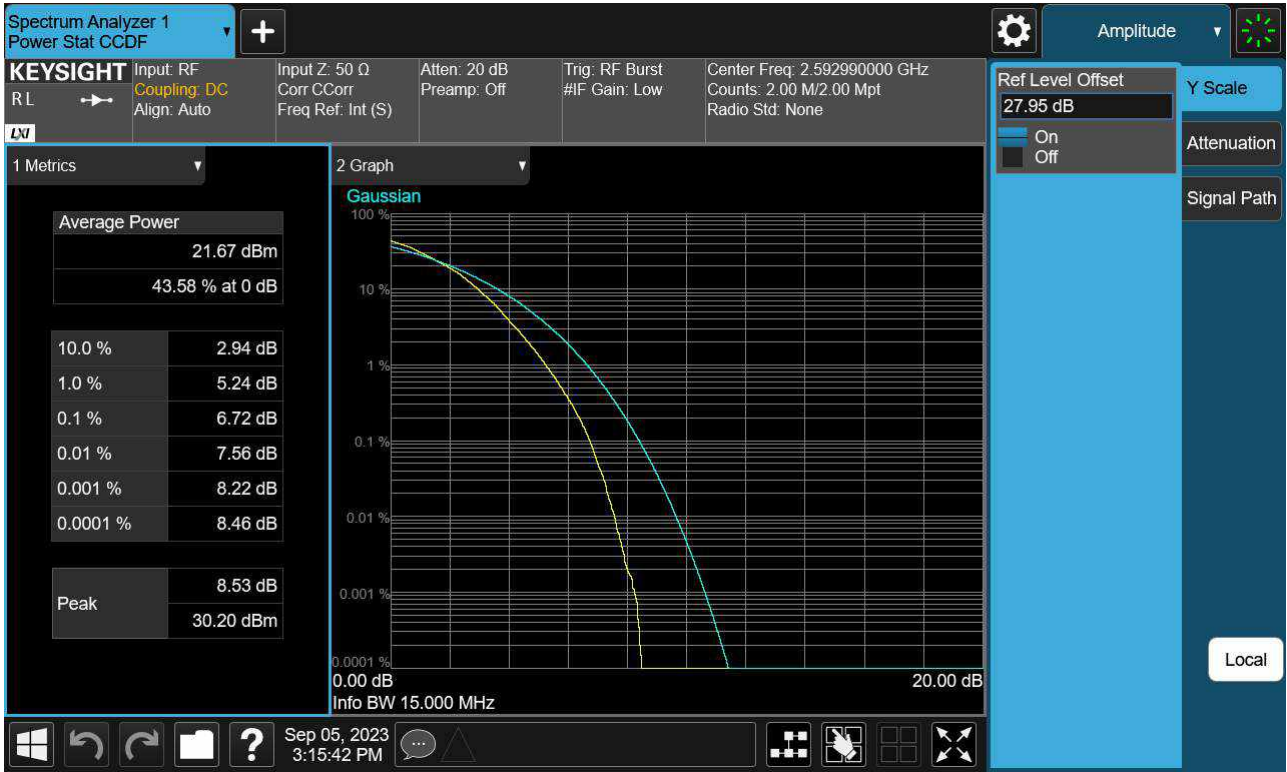 Spectrum Analyzer 1
Power Stat CCDF
▼
+
Amplitude
▼
KEYSIGHT
RL
LXI
Input: RF
Coupling: DC
Align: Auto
Input Z: 50 Ω
Corr CCorr
Freq Ref: Int (S)
Atten: 20 dB
Preamp: Off
Trig: RF Burst
#IF Gain: Low
Center Freq: 2.592990000 GHz
Counts: 2.00 M/2.00 Mpt
Radio Std: None
Ref Level Offset
27.95 dB
On
Off
Y Scale
Attenuation
Signal Path
Local
1 Metrics
▼
Average Power
21.67 dBm
43.58 % at 0 dB
10.0 % 2.94 dB
1.0 % 5.24 dB
0.1 % 6.72 dB
0.01 % 7.56 dB
0.001 % 8.22 dB
0.0001 % 8.46 dB
Peak
8.53 dB
30.20 dBm
2 Graph
▼
Gaussian
100 %
10 %
1 %
0.1 %
0.01 %
0.001 %
0.0001 %
0.00 dB 20.00 dB
Info BW 15.000 MHz
?
Sep 05, 2023
3:15:42 PM